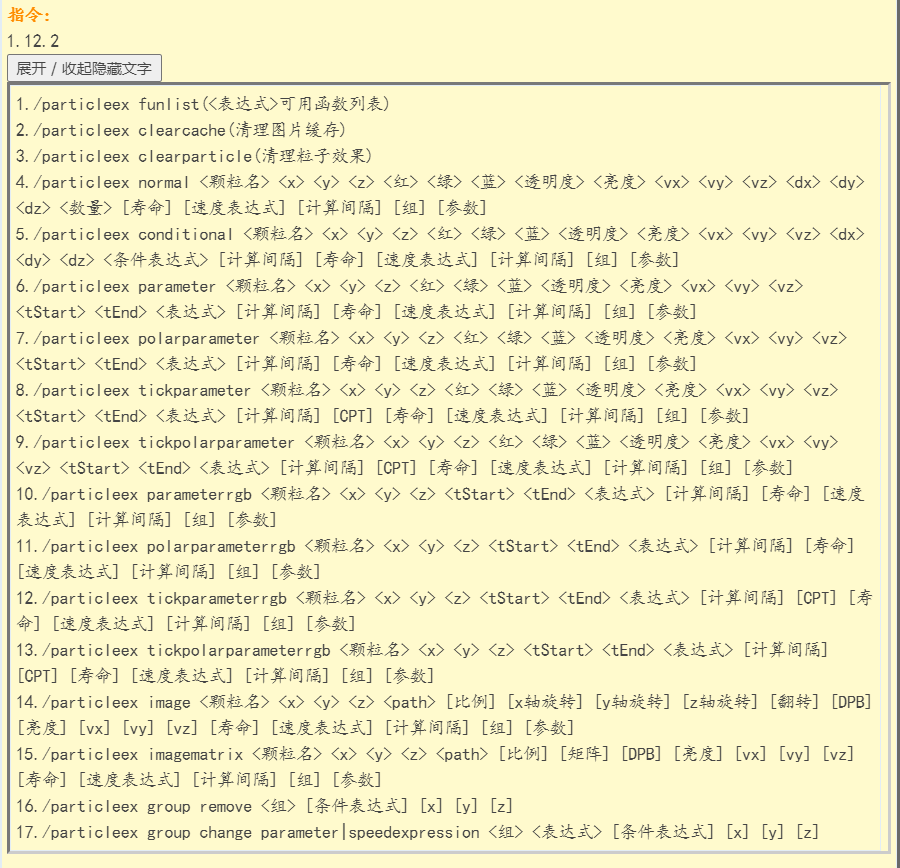 指令:
1.12.2
展开 / 收起隐藏文字
1./particleex funlist(<表达式>可用函数列表)
2./particleex clearcache(清理图片缓存)
3./particleex clearparticle(清理粒子效果)
4./particleex normal <颗粒名> <x> <y> <z> <红> <绿> <蓝> <透明度> <亮度> <vx> <vy> <vz> <dx> <dy>
<dz> <数量> [寿命] [速度表达式] [计算间隔] [组] [参数]
5./particleex conditional <颗粒名> <x> <y> <z> <红> <绿> <蓝> <透明度> <亮度> <vx> <vy> <vz> <dx>
<dy> <dz> <条件表达式> [计算间隔] [寿命] [速度表达式] [计算间隔] [组] [参数]
6./particleex parameter <颗粒名> <x> <y> <z> <红> <绿> <蓝> <透明度> <亮度> <vx> <vy> <vz>
<tStart> <tEnd> <表达式> [计算间隔] [寿命] [速度表达式] [计算间隔] [组] [参数]
7./particleex polarparameter <颗粒名> <x> <y> <z> <红> <绿> <蓝> <透明度> <亮度> <vx> <vy> <vz>
<tStart> <tEnd> <表达式> [计算间隔] [寿命] [速度表达式] [计算间隔] [组] [参数]
8./particleex tickparameter <颗粒名> <x> <y> <z> <红> <绿> <蓝> <透明度> <亮度> <vx> <vy> <vz>
<tStart> <tEnd> <表达式> [计算间隔] [CPT] [寿命] [速度表达式] [计算间隔] [组] [参数]
9./particleex tickpolarparameter <颗粒名> <x> <y> <z> <红> <绿> <蓝> <透明度> <亮度> <vx> <vy>
<vz> <tStart> <tEnd> <表达式> [计算间隔] [CPT] [寿命] [速度表达式] [计算间隔] [组] [参数]
10./particleex parameterrgb <颗粒名> <x> <y> <z> <tStart> <tEnd> <表达式> [计算间隔] [寿命] [速度
表达式] [计算间隔] [组] [参数]
11./particleex polarparameterrgb <颗粒名> <x> <y> <z> <tStart> <tEnd> <表达式> [计算间隔] [寿命]
[速度表达式] [计算间隔] [组] [参数]
12./particleex tickparameterrgb <颗粒名> <x> <y> <z> <tStart> <tEnd> <表达式> [计算间隔] [CPT] [寿
命] [速度表达式] [计算间隔] [组] [参数]
13./particleex tickpolarparameterrgb <颗粒名> <x> <y> <z> <tStart> <tEnd> <表达式> [计算间隔]
[CPT] [寿命] [速度表达式] [计算间隔] [组] [参数]
14./particleex image <颗粒名> <x> <y> <z> <path> [比例] [x轴旋转] [y轴旋转] [z轴旋转] [翻转] [DPB]
[亮度] [vx] [vy] [vz] [寿命] [速度表达式] [计算间隔] [组] [参数]
15./particleex imagematrix <颗粒名> <x> <y> <z> <path> [比例] [矩阵] [DPB] [亮度] [vx] [vy] [vz]
[寿命] [速度表达式] [计算间隔] [组] [参数]
16./particleex group remove <组> [条件表达式] [x] [y] [z]
17./particleex group change parameter|speedexpression <组> <表达式> [条件表达式] [x] [y] [z]